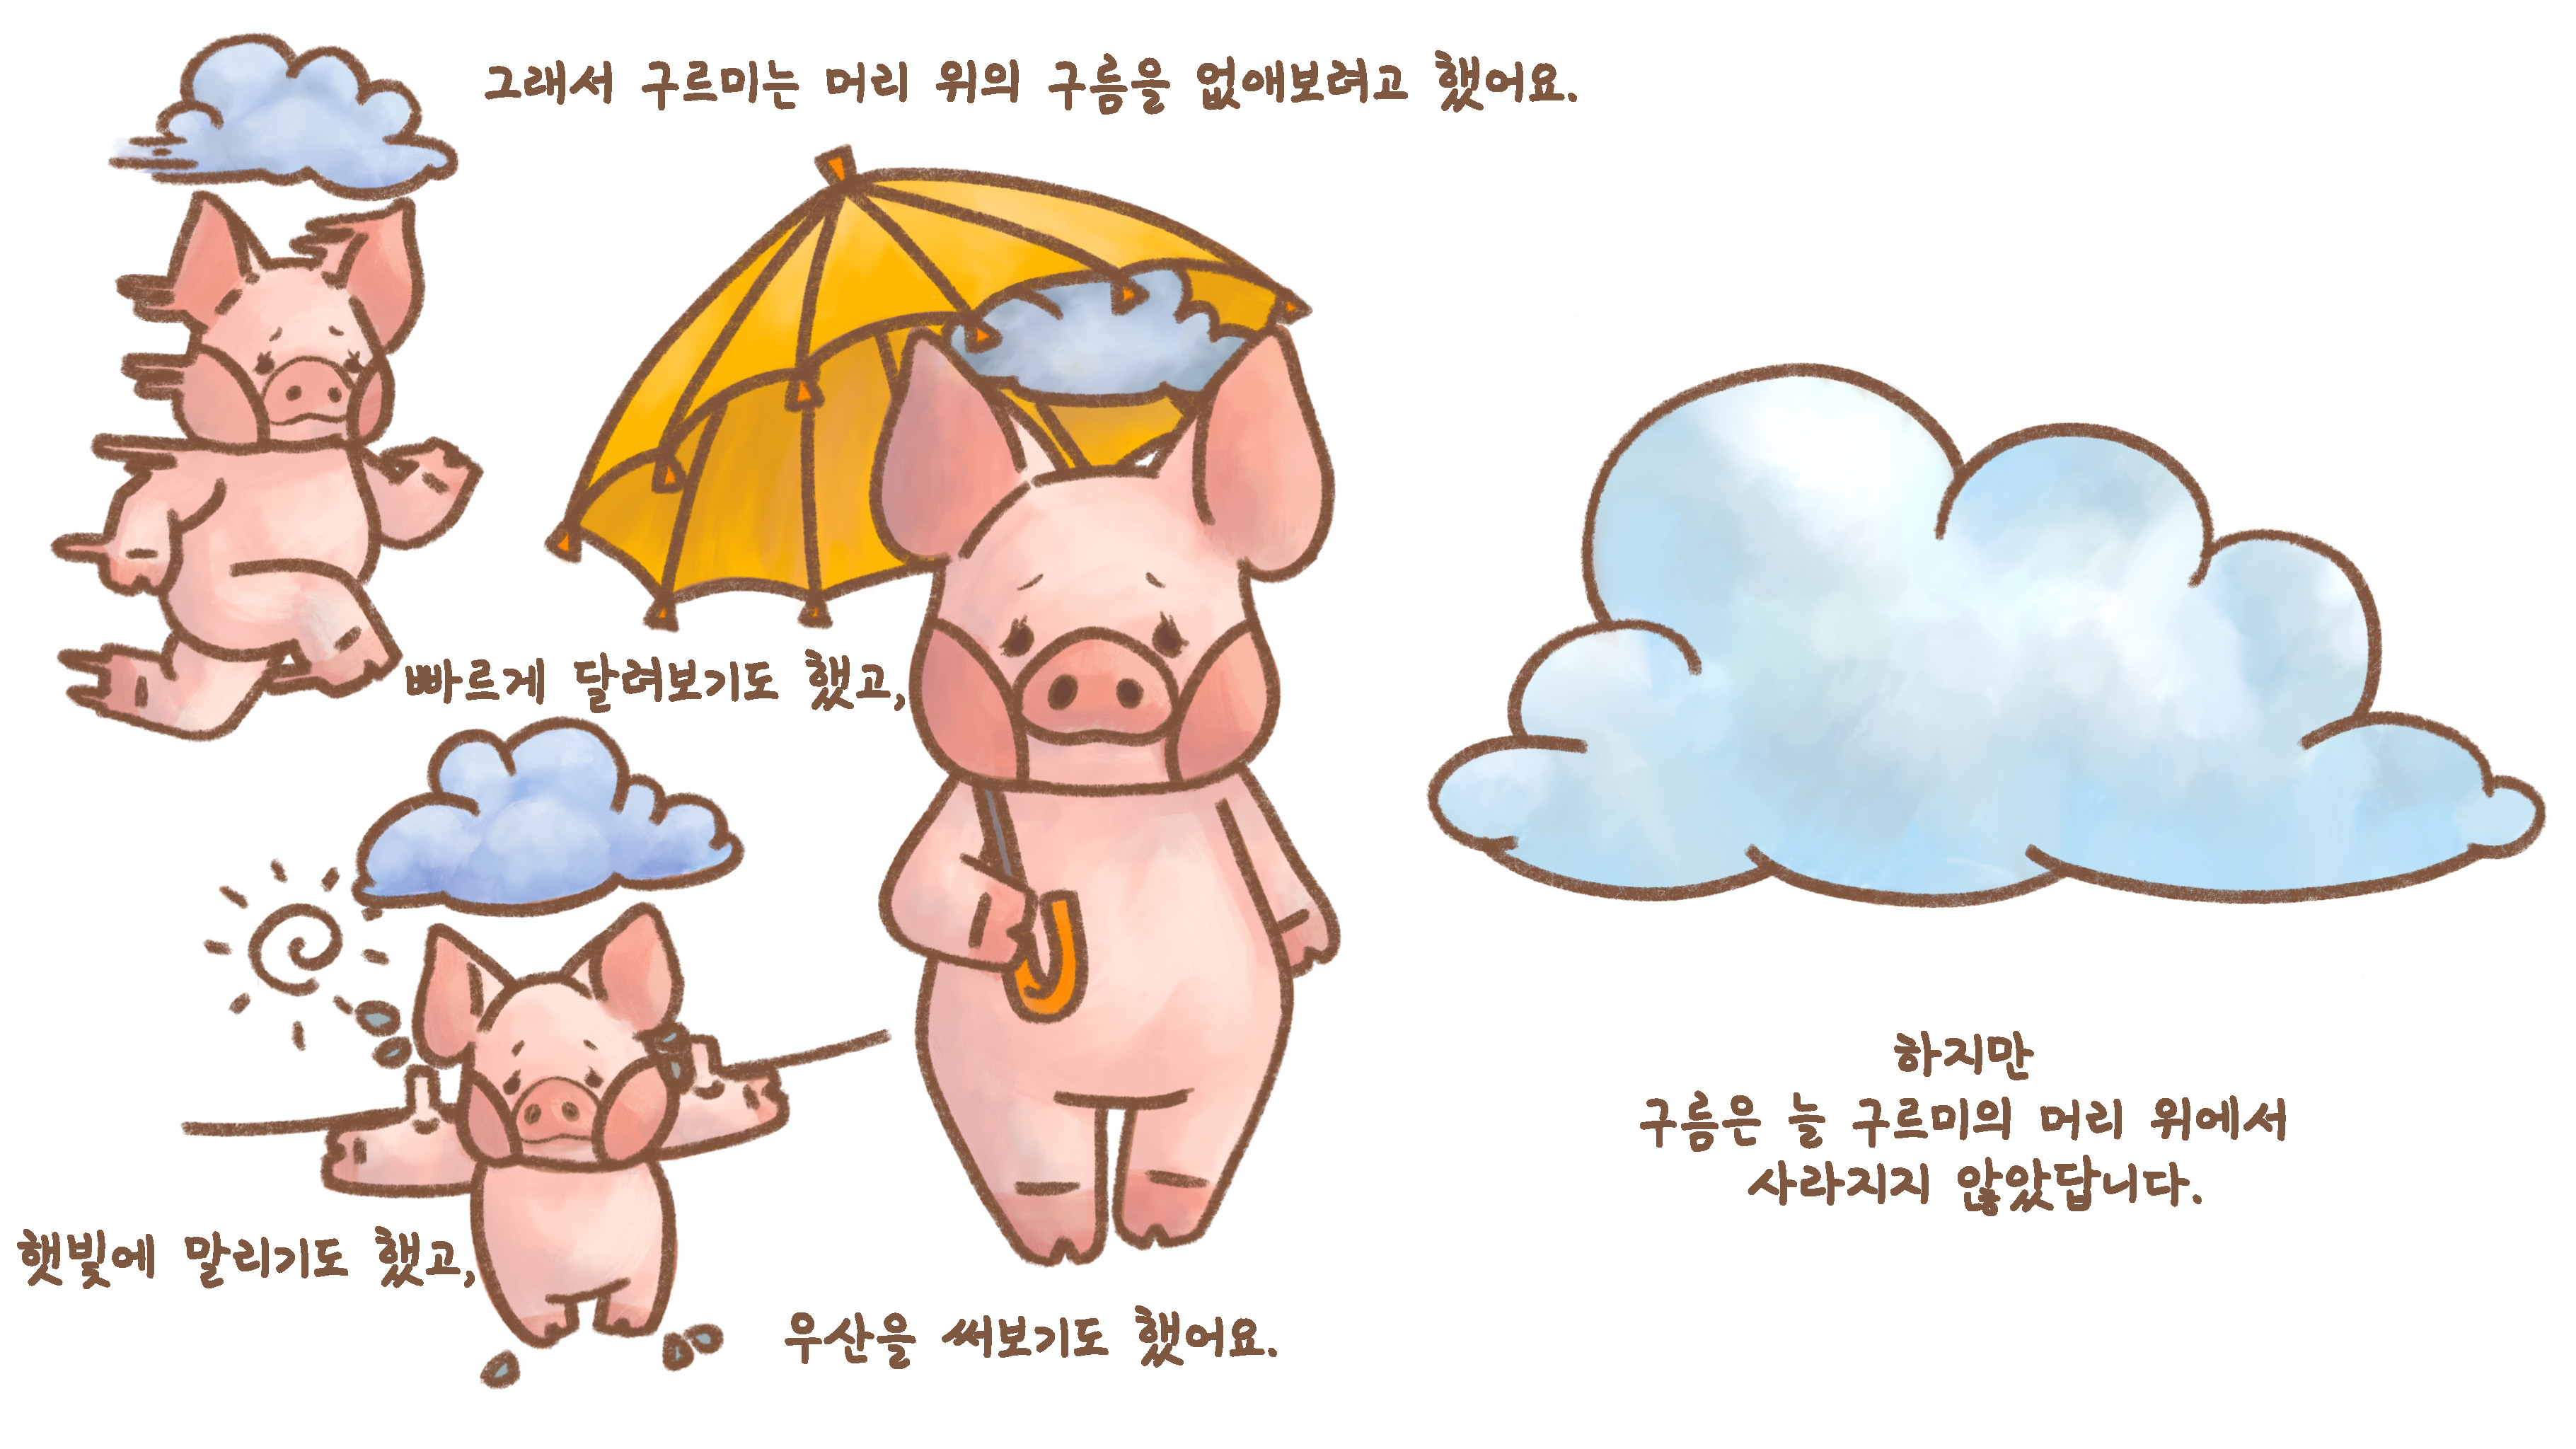 그래서 구르미는 머리 위의 구름을 없애보려고 했어요.
빠르게 달려보기도 했고,
햇빛에 말리기도 했고,
우산을 써보기도 했어요.
하지만
구름은 늘 구르미의 머리 위에서
사라지지 않았답니다.